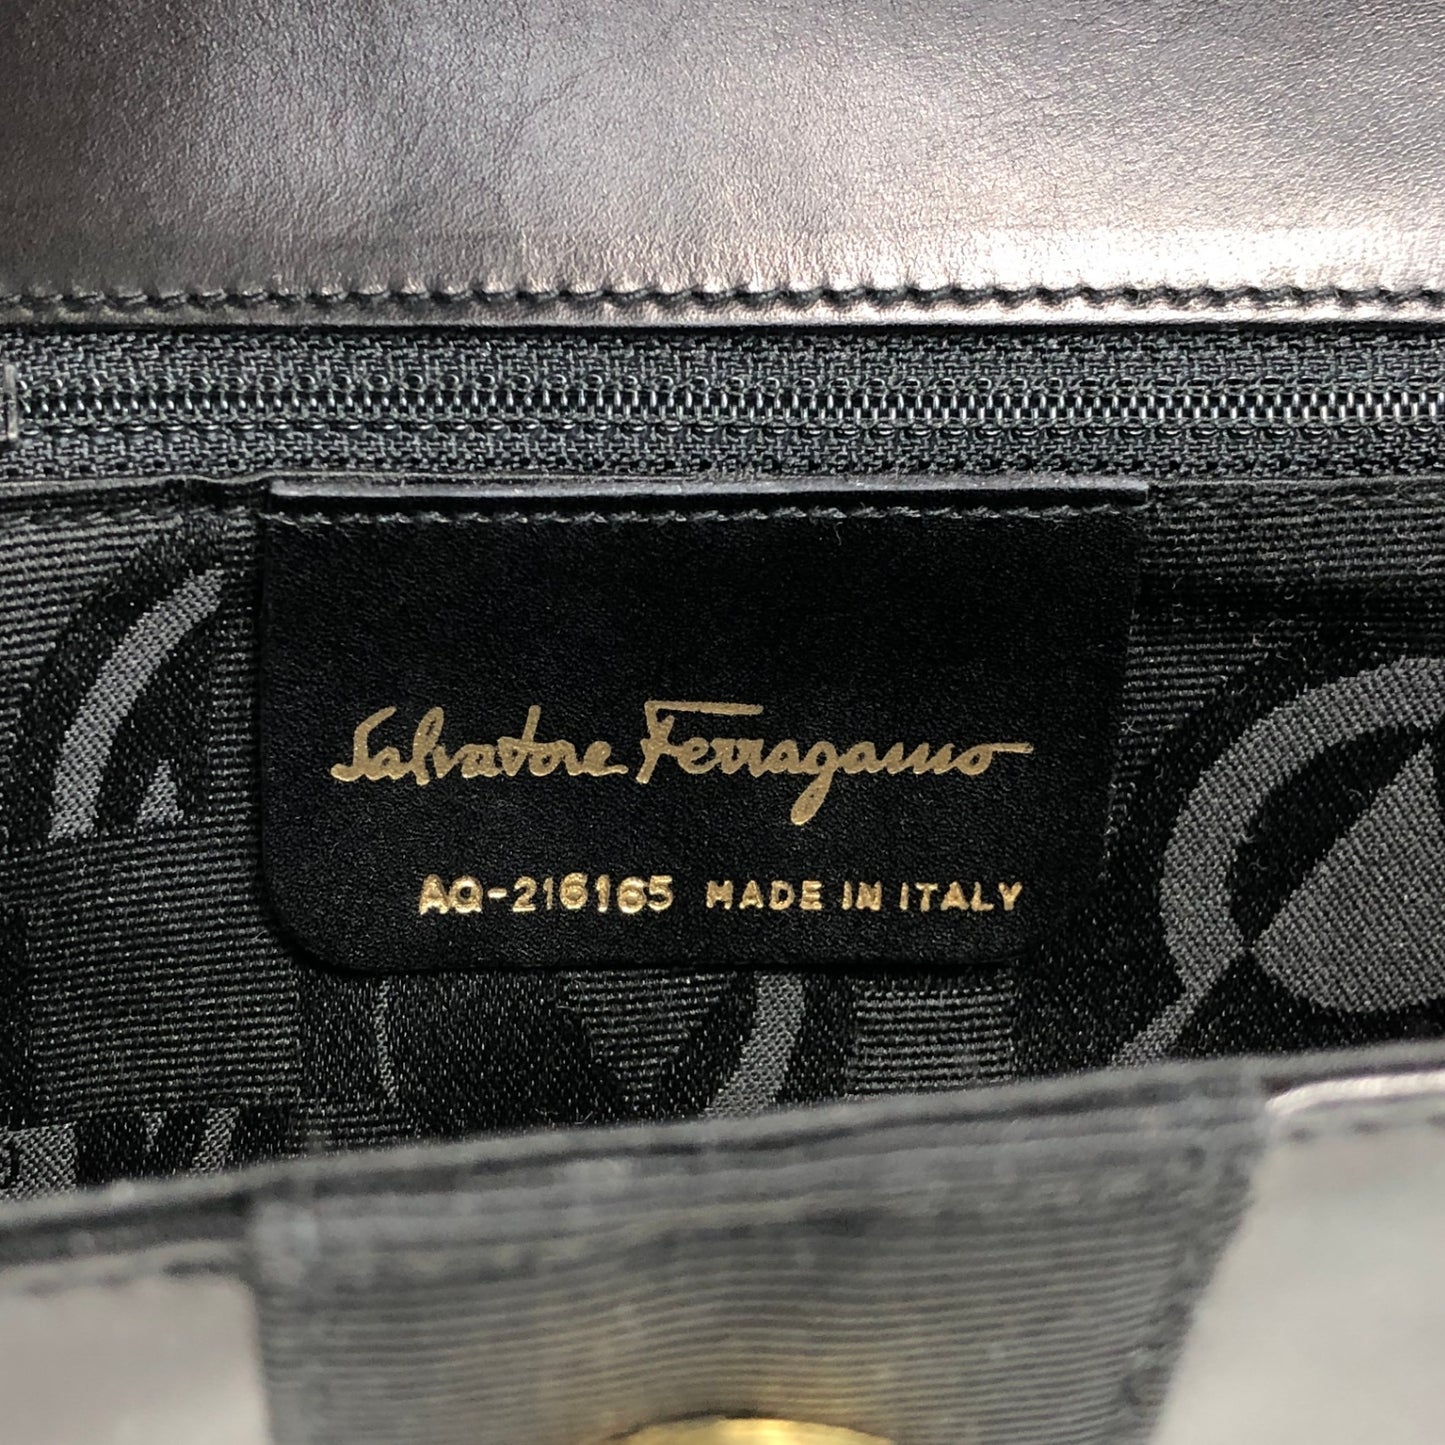 Salvatore Ferragamo
AQ-216165 MADE IN ITALY